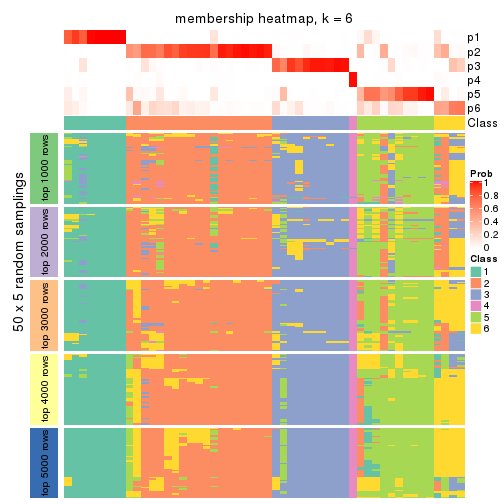 membership heatmap, k = 6
p1
p2
p3
p4
p5
p6
Class
50 x 5 random samplings
top 1000 rows
top 2000 rows
top 3000 rows
top 4000 rows
top 5000 rows
Prob
1
0.8
0.6
0.4
0.2
0
Class
1
2
3
4
5
6